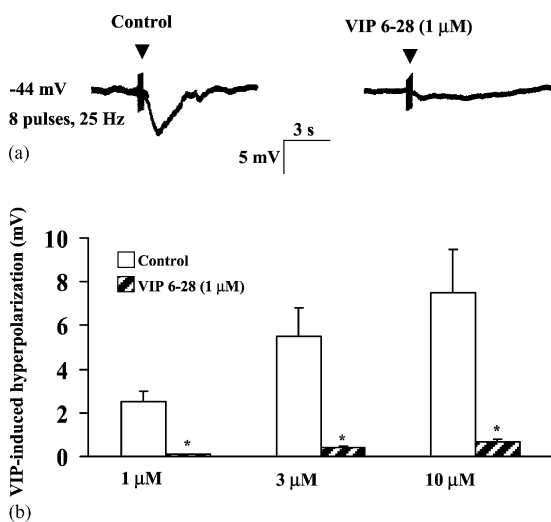 Control
VIP 6-28 (1 μM)
-44 mV
8 pulses, 25 Hz
3 s
5 mV
(a)
VIP-induced hyperpolarization (mV)
10
8
6
4
2
0
Control
VIP 6-28 (1 μM)
*
*
*
1 μM
3 μM
10 μM
(b)